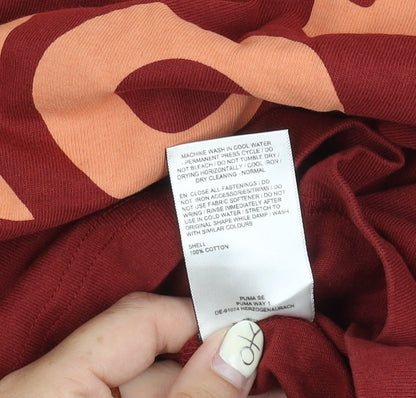 MACHINE WASH IN COOL WATER
- PERMANENT PRESS CYCLE / DO
NOT BLEACH / DO NOT TUMBLE DRY /
DRYING HORIZONTALLY / COOL IRON /
DRY CLEANING - NORMAL
EN CLOSE ALL FASTENINGS / DO
NOT IRON ACCESSORIES/TRIMS / DO
NOT USE FABRIC SOFTENER / DO NOT
WRING / RINSE IMMEDIATELY AFTER
USE IN COLD WATER / STRETCH TO
ORIGINAL SHAPE WHILE DAMP / WASH
WITH SIMILAR COLOURS
SHELL
100% COTTON
PUMA SE
PUMA WAY 1
DE-91074 HERZOGENAURACH